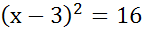 (x − 3)² = 16